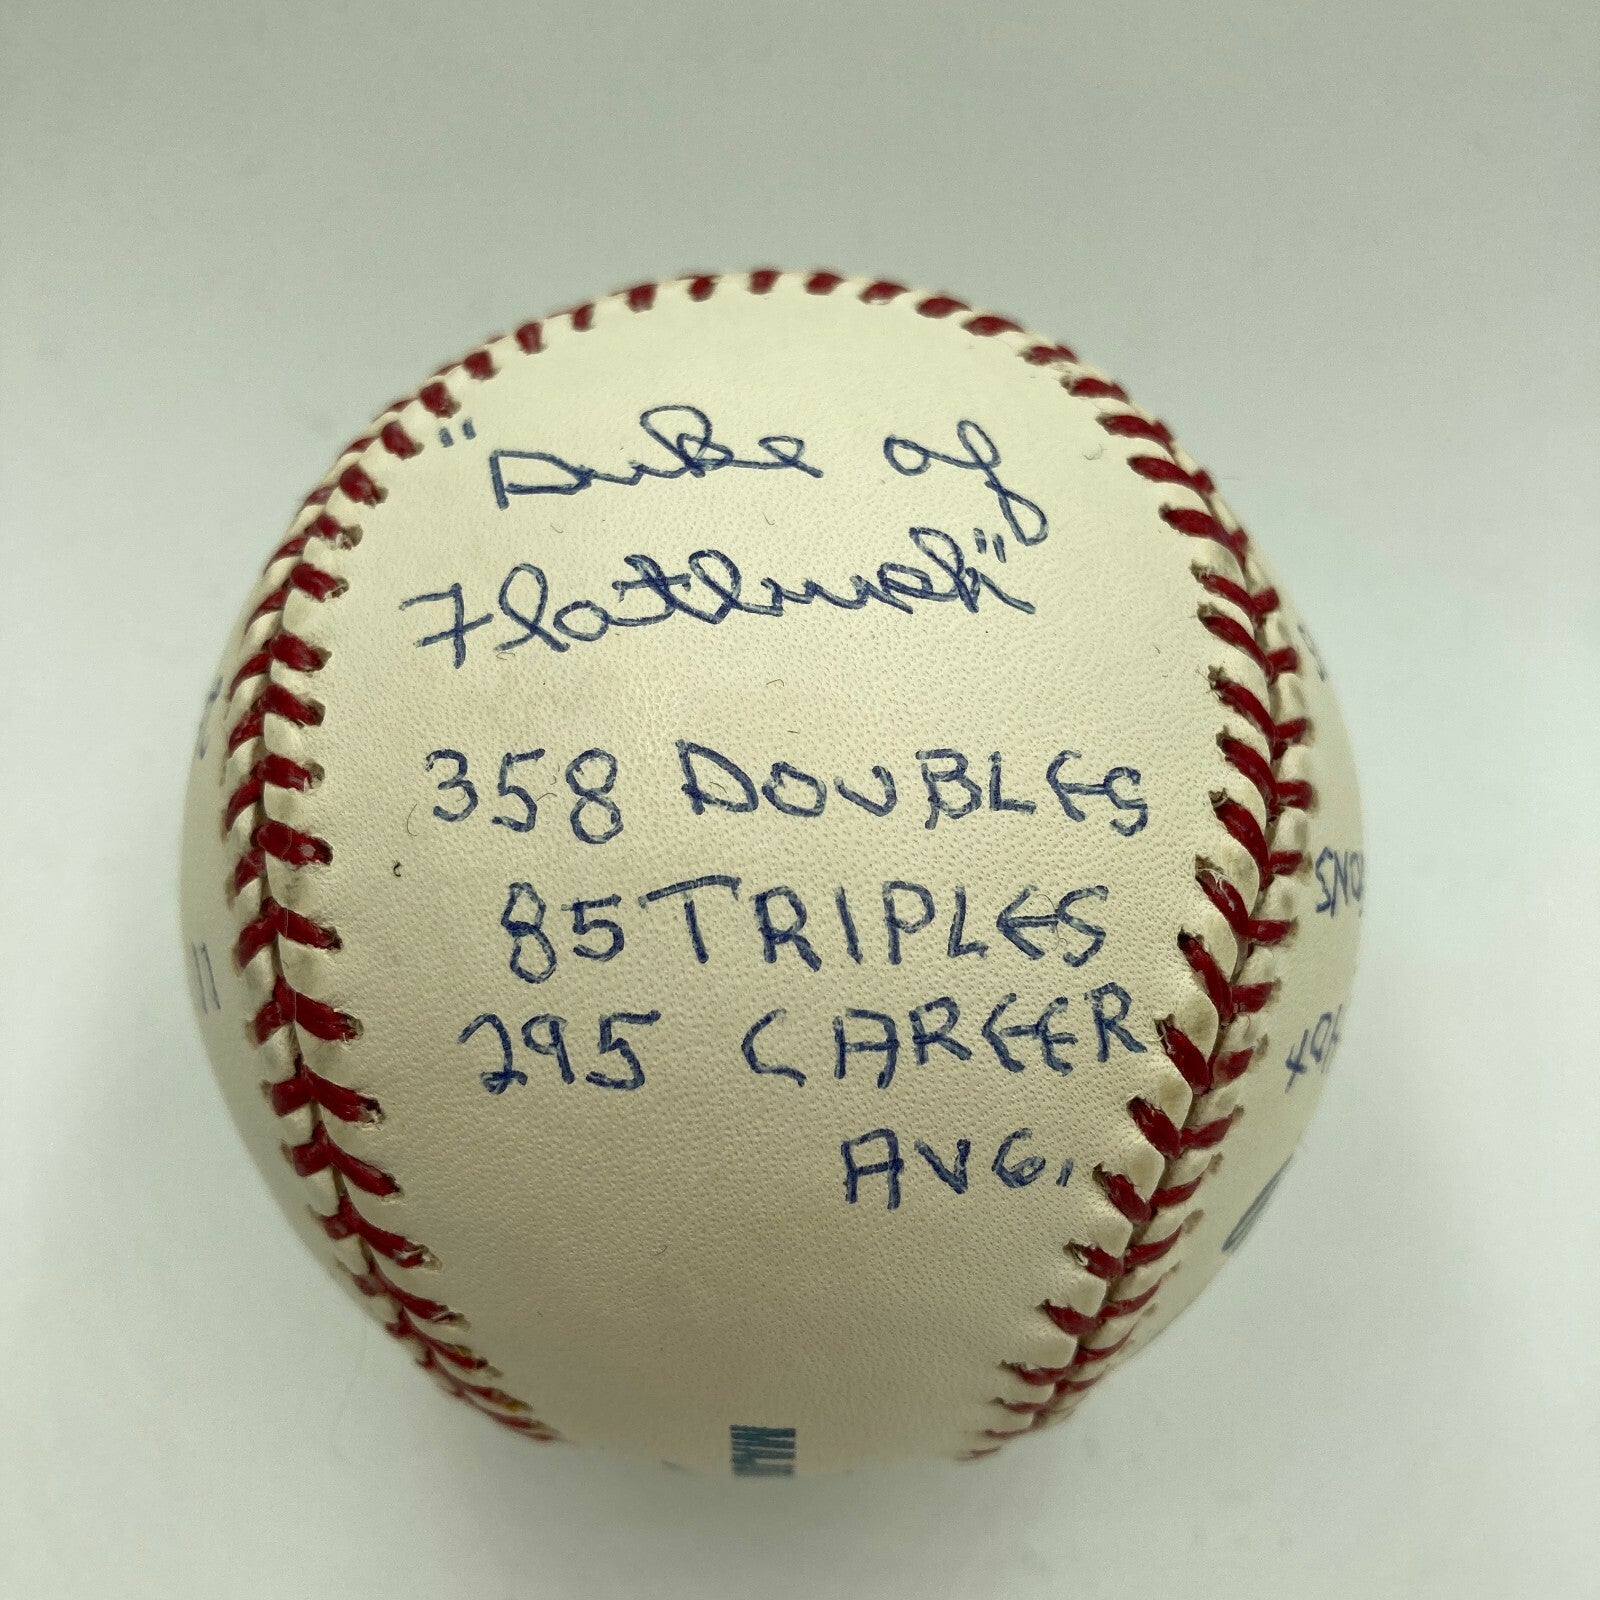 "Duke of
Flatbush"
358 DOUBLES
85 TRIPLES
295 CAREER
AVG.